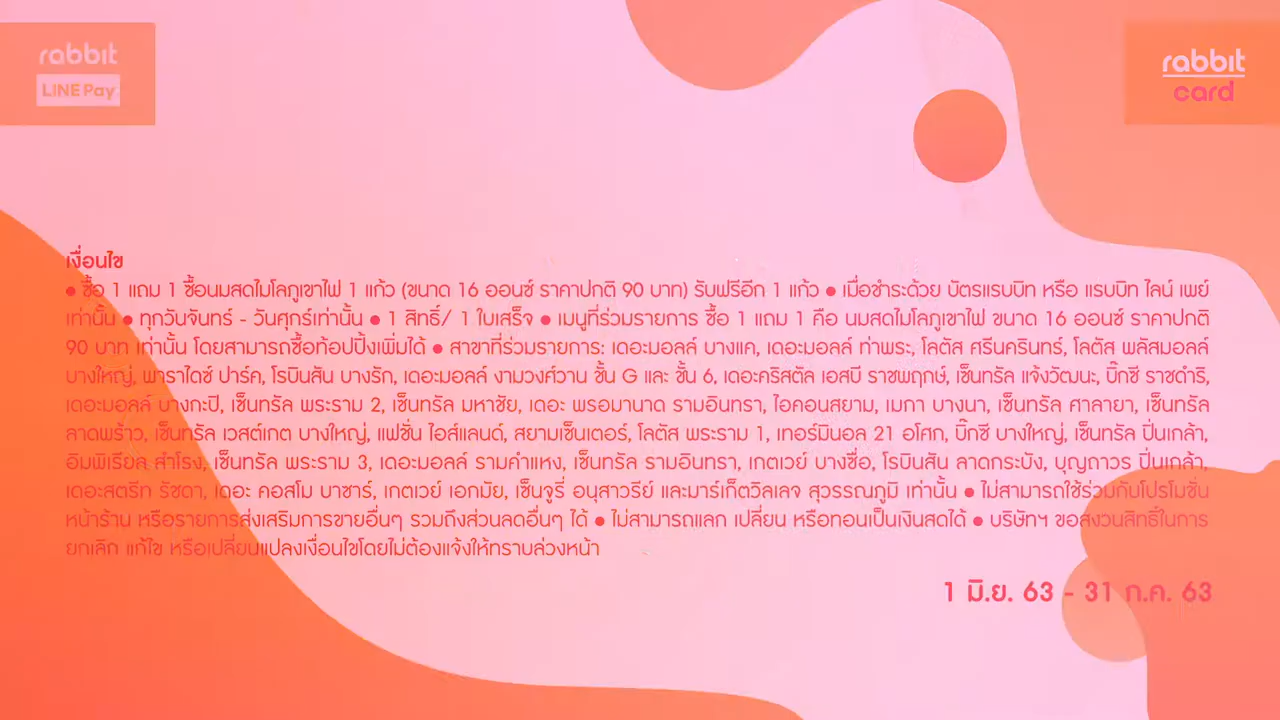 rabbit
LINE Pay
rabbit
card
เงื่อนไข
● ซื้อ 1 แถม 1 ซื้อนมสดไมโลภูเขาไฟ 1 แก้ว (ขนาด 16 ออนซ์ ราคาปกติ 90 บาท) รับฟรีอีก 1 แก้ว ● เมื่อชำระด้วย บัตรแรบบิท หรือ แรบบิท ไลน์ เพย์
เท่านั้น ● ทุกวันจันทร์ - วันศุกร์เท่านั้น ● 1 สิทธิ์/ 1 ใบเสร็จ ● เมนูที่ร่วมรายการ ซื้อ 1 แถม 1 คือ นมสดไมโลภูเขาไฟ ขนาด 16 ออนซ์ ราคาปกติ
90 บาท เท่านั้น โดยสามารถซื้อท้อปปิ้งเพิ่มได้ ● สาขาที่ร่วมรายการ: เดอะมอลล์ บางแค, เดอะมอลล์ ท่าพระ, โลตัส ศรีนครินทร์, โลตัส พลัสมอลล์
บางใหญ่, พาราไดซ์ ปาร์ค, โรบินสัน บางรัก, เดอะมอลล์ งามวงศ์วาน ชั้น G และ ชั้น 6, เดอะคริสตัล เอสบี ราชพฤกษ์, เซ็นทรัล แจ้งวัฒนะ, บิ๊กซี ราชดำริ,
เดอะมอลล์ บางกะปิ, เซ็นทรัล พระราม 2, เซ็นทรัล มหาชัย, เดอะ พรอมานาด รามอินทรา, ไอคอนสยาม, เมกา บางนา, เซ็นทรัล ศาลายา, เซ็นทรัล
ลาดพร้าว, เซ็นทรัล เวสต์เกต บางใหญ่, แฟชั่น ไอส์แลนด์, สยามเซ็นเตอร์, โลตัส พระราม 1, เทอร์มินอล 21 อโศก, บิ๊กซี บางใหญ่, เซ็นทรัล ปิ่นเกล้า,
อิมพีเรียล สำโรง, เซ็นทรัล พระราม 3, เดอะมอลล์ รามคำแหง, เซ็นทรัล รามอินทรา, เกตเวย์ บางซื่อ, โรบินสัน ลาดกระบัง, บุญถาวร ปิ่นเกล้า,
เดอะสตรีท รัชดา, เดอะ คอสโม บาซาร์, เกตเวย์ เอกมัย, เซ็นจูรี่ อนุสาวรีย์ และมาร์เก็ตวิลเลจ สุวรรณภูมิ เท่านั้น ● ไม่สามารถใช้ร่วมกับโปรโมชั่น
หน้าร้าน หรือรายการส่งเสริมการขายอื่นๆ รวมถึงส่วนลดอื่นๆ ได้ ● ไม่สามารถแลก เปลี่ยน หรือทอนเป็นเงินสดได้ ● บริษัทฯ ขอสงวนสิทธิ์ในการ
ยกเลิก แก้ไข หรือเปลี่ยนแปลงเงื่อนไขโดยไม่ต้องแจ้งให้ทราบล่วงหน้า
1 มิ.ย. 63 - 31 ก.ค. 63